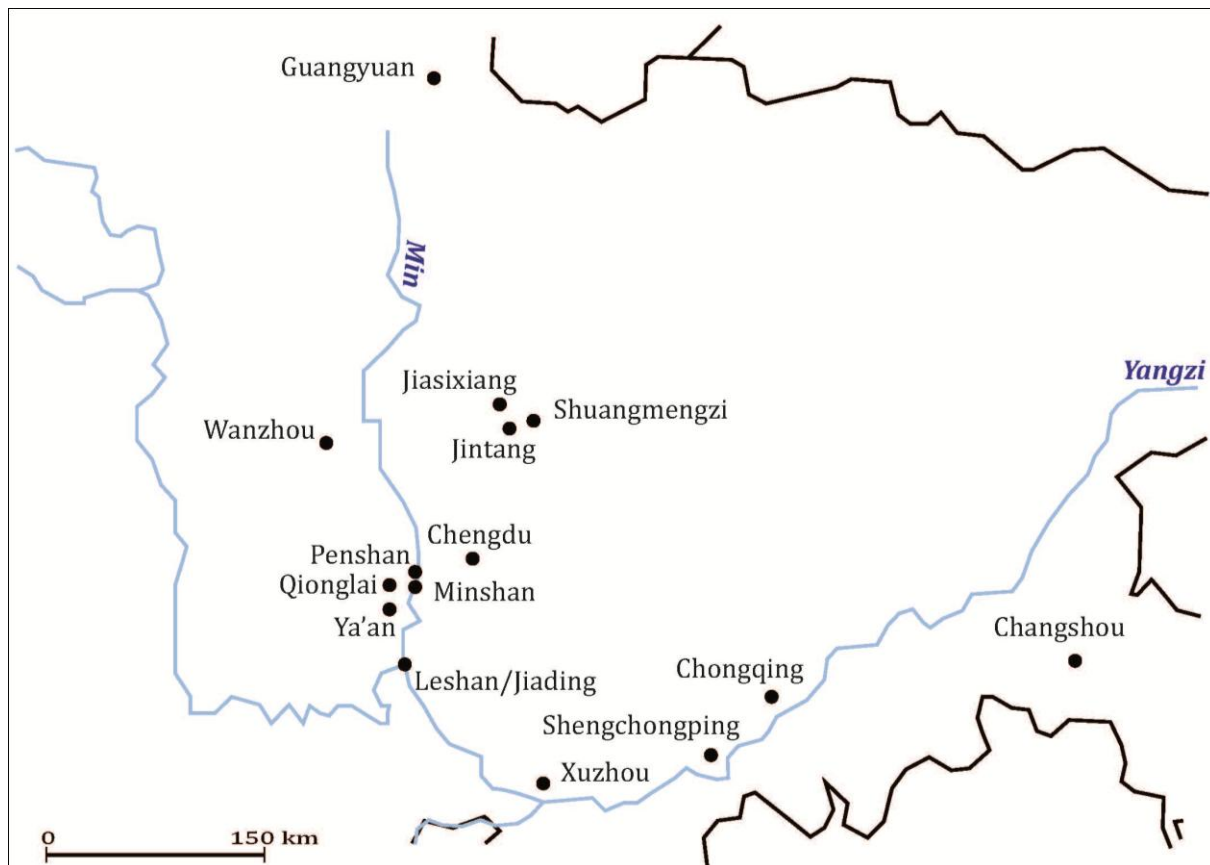 Guangyuan
Min
Yangzi
Jiasixiang
Shuangmengzi
Wanzhou
Jintang
Chengdu
Penshan
Qionglai
Minshan
Ya'an
Changshou
Leshan/Jiading
Chongqing
Shengchongping
Xuzhou
0 150 km